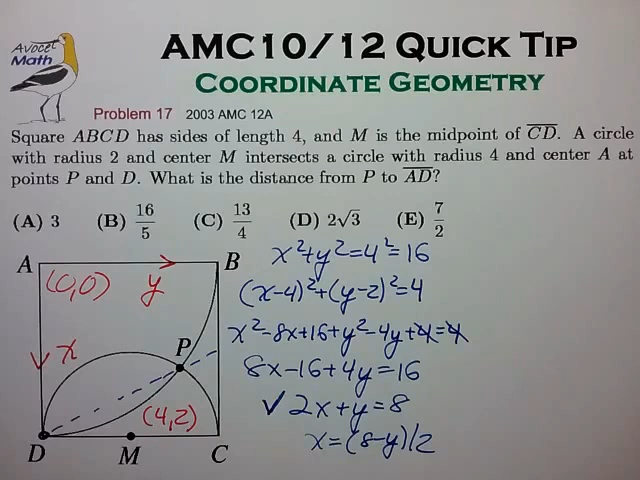 Avocet
Math
AMC10/12 QUICK TIP
COORDINATE GEOMETRY
Problem 17 2003 AMC 12A
Square ABCD has sides of length 4, and M is the midpoint of C̅D̅. A circle
with radius 2 and center M intersects a circle with radius 4 and center A at
points P and D. What is the distance from P to A̅D̅?
(A) 3 (B) 16/5 (C) 13/4 (D) 2√3 (E) 7/2
A B
(0,0) y
x
P
(4,2)
D M C
x²+y²=4²=16
(x-4)²+(y-2)²=4
x²-8x+16+y²-4y+4=4
8x-16+4y=16
√ 2x+y=8
x=(8-y)/2